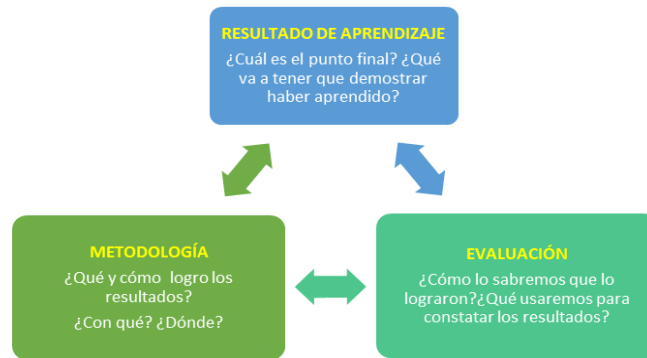 RESULTADO DE APRENDIZAJE
¿Cuál es el punto final? ¿Qué
va a tener que demostrar
haber aprendido?
METODOLOGÍA
¿Qué y cómo logro los
resultados?
¿Con qué? ¿Dónde?
EVALUACIÓN
¿Cómo lo sabremos que lo
lograron?¿Qué usaremos para
constatar los resultados?